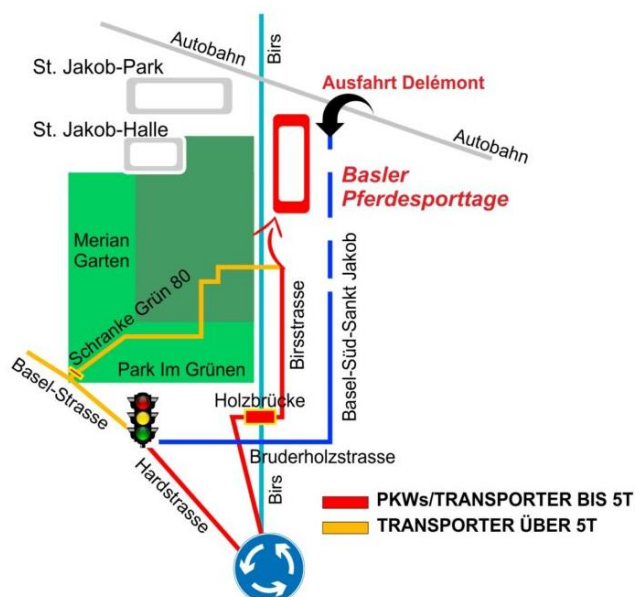 Birs
Autobahn
St. Jakob-Park
Ausfahrt Delémont
St. Jakob-Halle
Autobahn
Basler
Pferdesporttage
Merian
Garten
Schranke Grün 80
Birsstrasse
Basel-Süd-Sankt Jakob
Basel-Strasse
Park Im Grünen
Holzbrücke
Bruderholzstrasse
Hardstrasse
Birs
PKWs/TRANSPORTER BIS 5T
TRANSPORTER ÜBER 5T